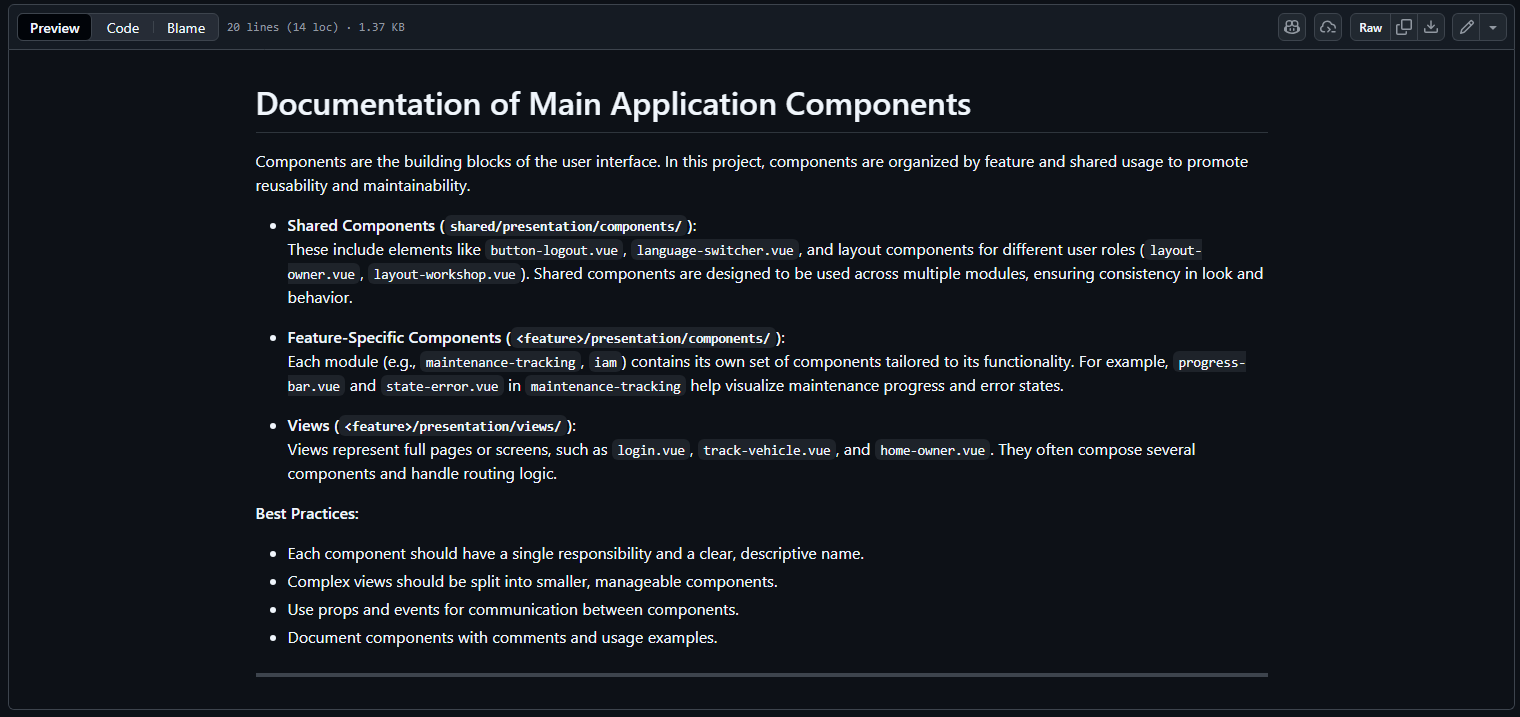 Preview Code Blame 20 lines (14 loc) · 1.37 KB Raw
Documentation of Main Application Components
Components are the building blocks of the user interface. In this project, components are organized by feature and shared usage to promote
reusability and maintainability.
• Shared Components ( shared/presentation/components/ ):
These include elements like button-logout.vue , language-switcher.vue , and layout components for different user roles ( layout-
owner.vue , layout-workshop.vue ). Shared components are designed to be used across multiple modules, ensuring consistency in look and
behavior.
• Feature-Specific Components ( <feature>/presentation/components/ ):
Each module (e.g., maintenance-tracking , iam ) contains its own set of components tailored to its functionality. For example, progress-
bar.vue and state-error.vue in maintenance-tracking help visualize maintenance progress and error states.
• Views ( <feature>/presentation/views/ ):
Views represent full pages or screens, such as login.vue , track-vehicle.vue , and home-owner.vue . They often compose several
components and handle routing logic.
Best Practices:
• Each component should have a single responsibility and a clear, descriptive name.
• Complex views should be split into smaller, manageable components.
• Use props and events for communication between components.
• Document components with comments and usage examples.